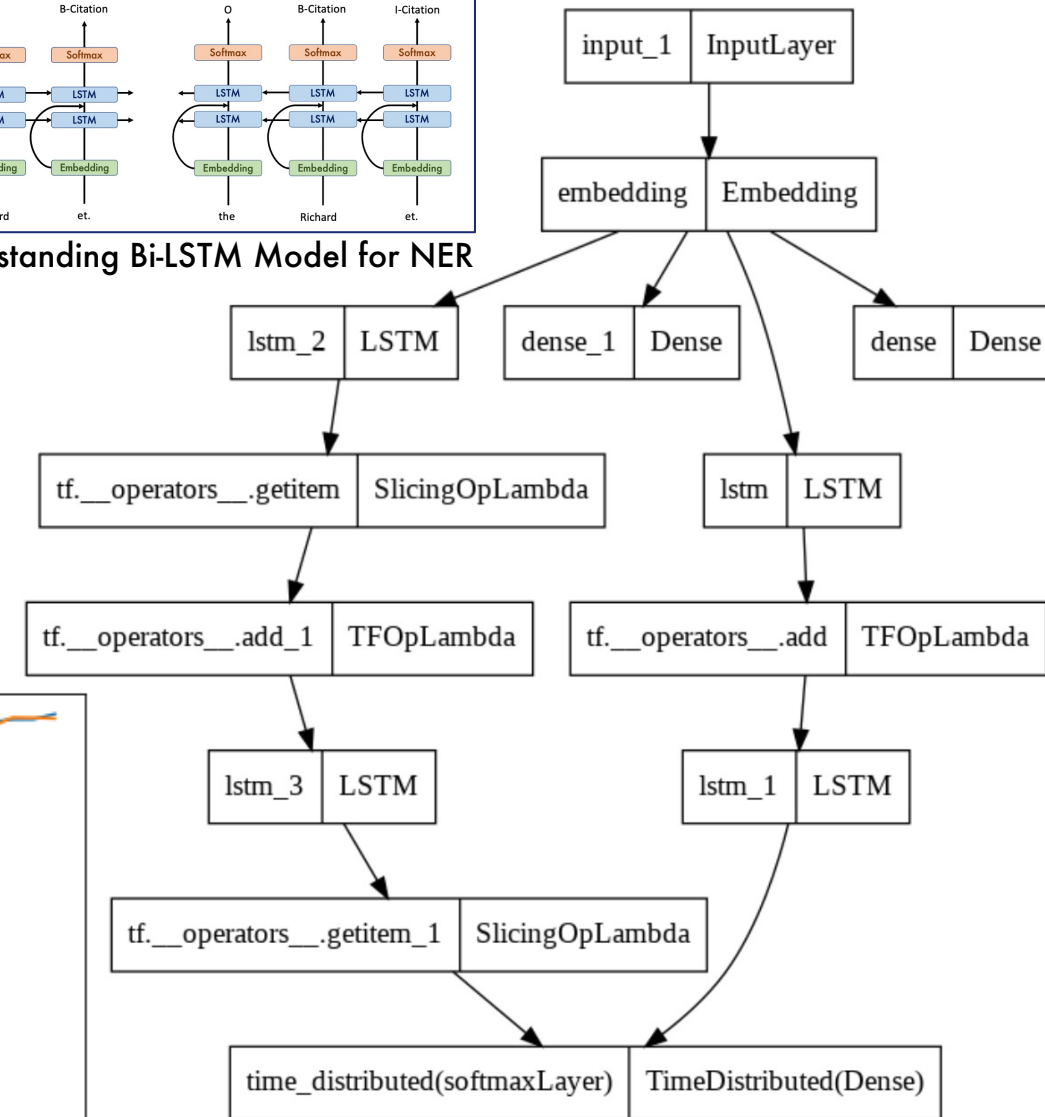 B-Citation O B-Citation I-Citation
ax Softmax Softmax Softmax Softmax
M LSTM LSTM LSTM LSTM
M LSTM LSTM LSTM LSTM
ding Embedding Embedding Embedding Embedding
rd et. the Richard et.
standing Bi-LSTM Model for NER
input_1 InputLayer
embedding Embedding
lstm_2 LSTM dense_1 Dense dense Dense
tf.__operators__.getitem SlicingOpLambda lstm LSTM
tf.__operators__.add_1 TFOpLambda tf.__operators__.add TFOpLambda
lstm_3 LSTM lstm_1 LSTM
tf.__operators__.getitem_1 SlicingOpLambda
time_distributed(softmaxLayer) TimeDistributed(Dense)